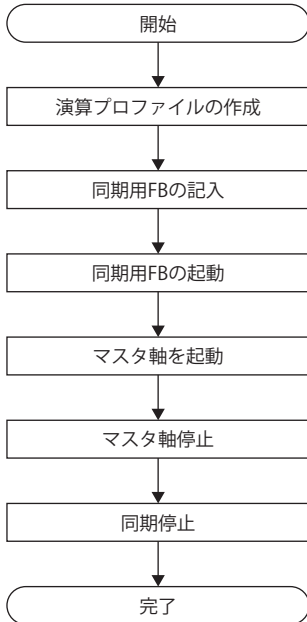 開始
演算プロファイルの作成
同期用FBの記入
同期用FBの起動
マスタ軸を起動
マスタ軸停止
同期停止
完了